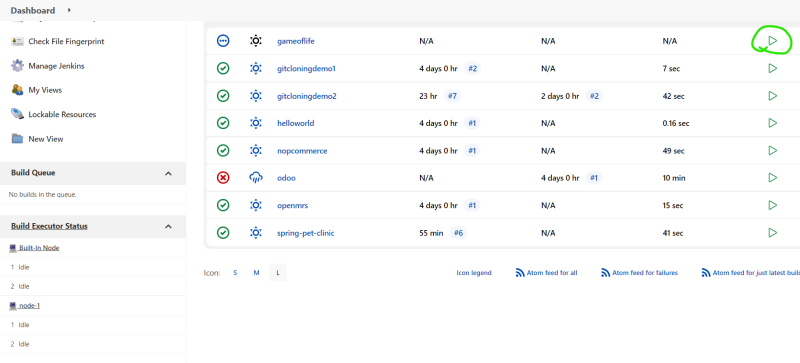 Dashboard
Check File Fingerprint
Manage Jenkins
My Views
Lockable Resources
New View
Build Queue
No builds in the queue.
Build Executor Status
Built-In Node
1 Idle
2 Idle
node-1
1 Idle
2 Idle
gameoflife N/A N/A N/A
gitcloningdemo1 4 days 0 hr #2 N/A 7 sec
gitcloningdemo2 23 hr #7 2 days 0 hr #2 42 sec
helloworld 4 days 0 hr #1 N/A 0.16 sec
nopcommerce 4 days 0 hr #1 N/A 49 sec
odoo N/A 4 days 0 hr #1 10 min
openmrs 4 days 0 hr #1 N/A 15 sec
spring-pet-clinic 55 min #6 N/A 41 sec
Icon: S M L Icon legend Atom feed for all Atom feed for failures Atom feed for just latest buil